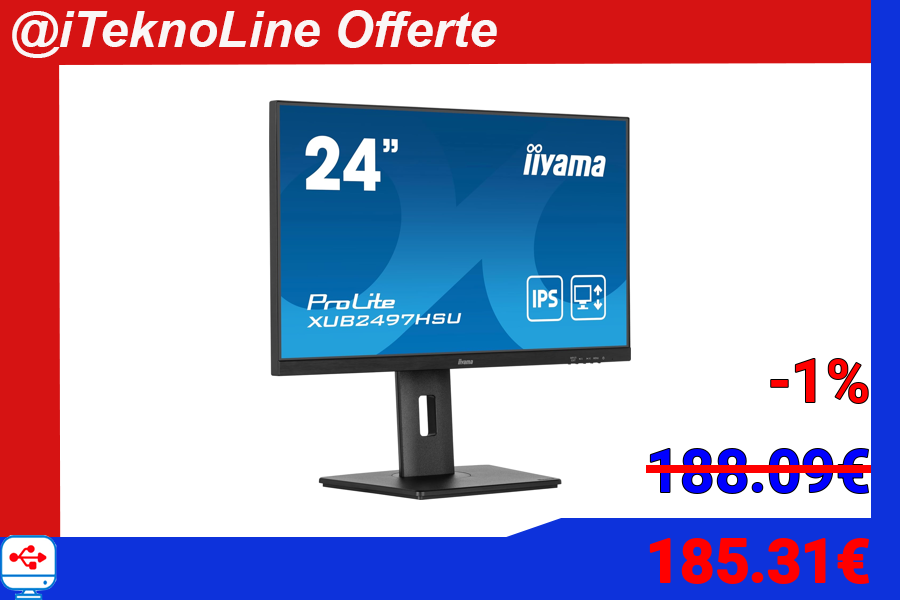 @iTeknoLine Offerte
24”
iiyama
IPS
ProLite
XUB2497HSU
iiyama
-1%
188.09€
185.31€